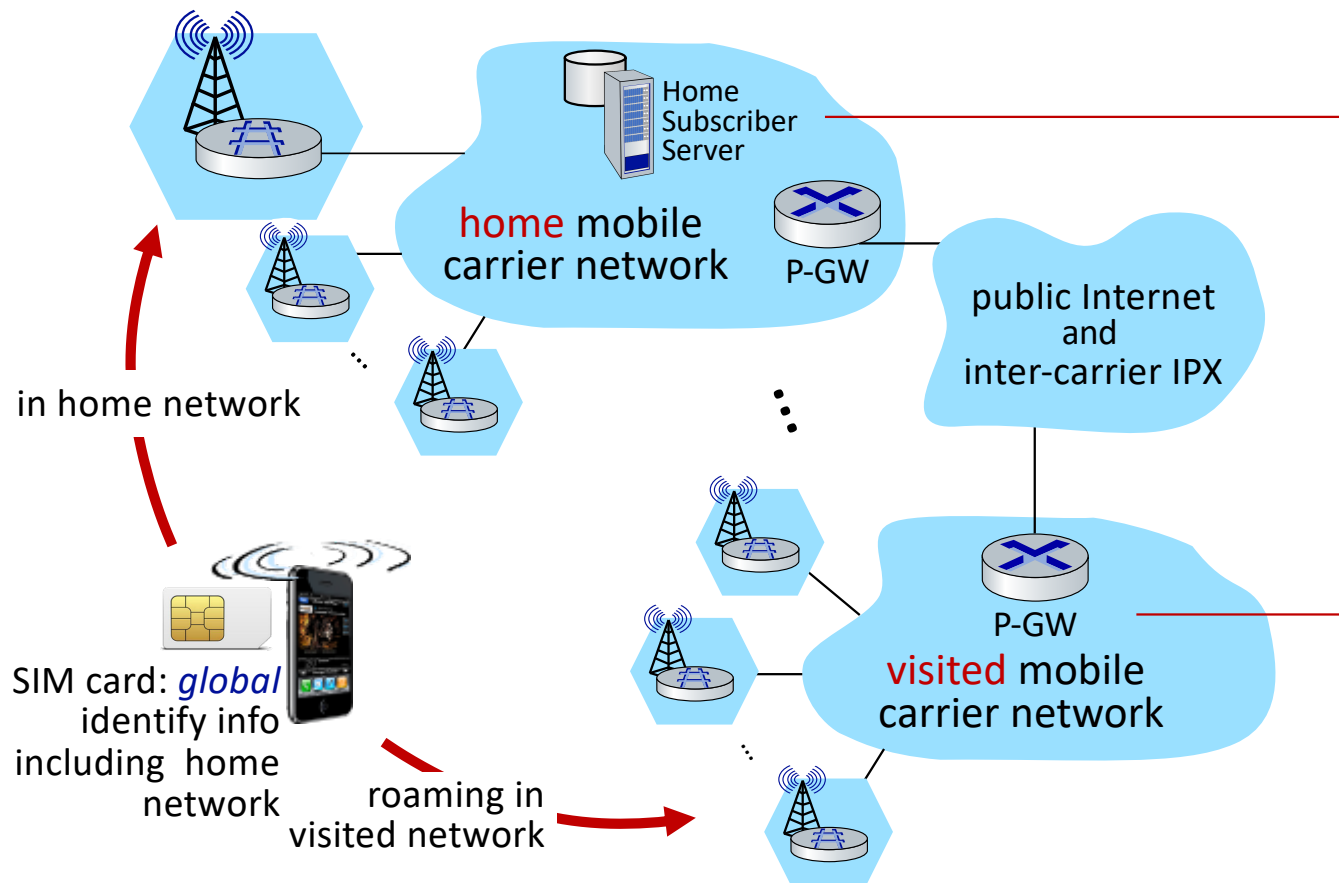 Home
Subscriber
Server
home mobile
carrier network
P-GW
public Internet
and
inter-carrier IPX
in home network
P-GW
visited mobile
carrier network
SIM card: global
identify info
including home
network
roaming in
visited network